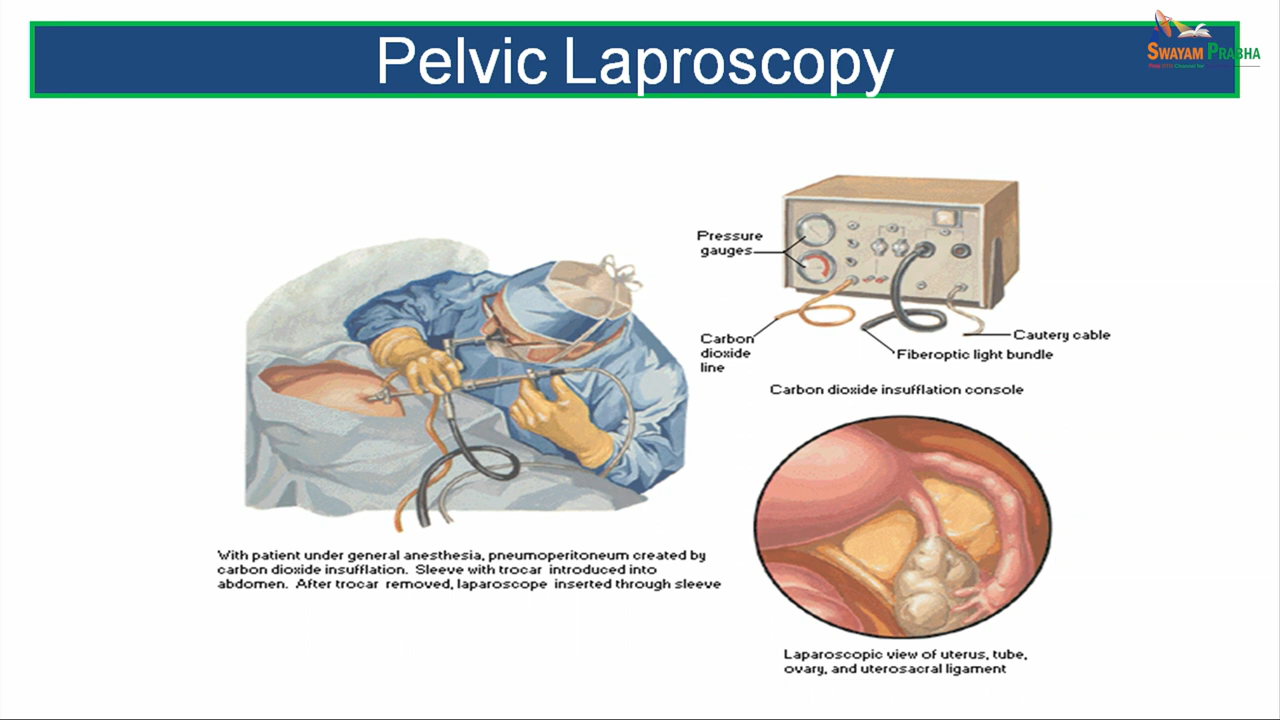 Pelvic Laproscopy
SWAYAM PRABHA
Pressure
gauges
Carbon
dioxide
line
Cautery cable
Fiberoptic light bundle
Carbon dioxide insufflation console
With patient under general anesthesia, pneumoperitoneum created by
carbon dioxide insufflation. Sleeve with trocar introduced into
abdomen. After trocar removed, laparoscope inserted through sleeve
Laparoscopic view of uterus, tube,
ovary, and uterosacral ligament